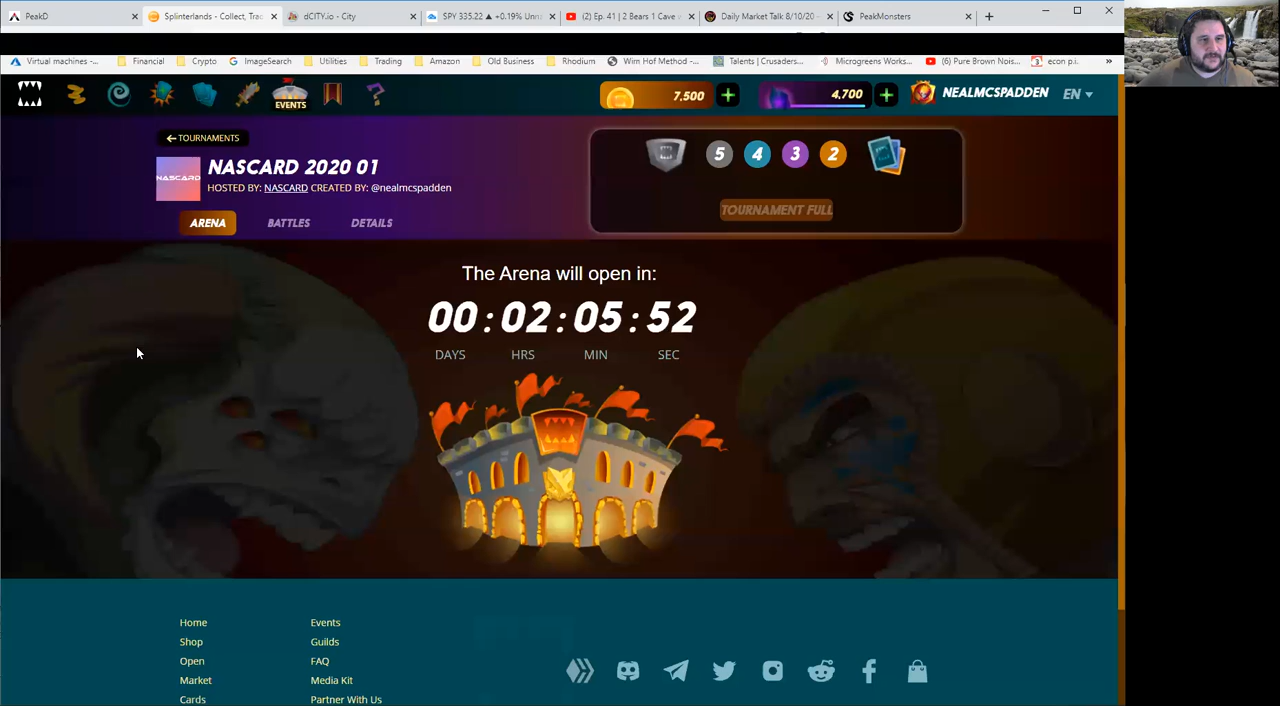 PeakD
Splinterlands - Collect, Trad
dCITY.io - City
SPY 335.22 ▲ +0.19% Unna
(2) Ep. 41 | 2 Bears 1 Cave w
Daily Market Talk 8/10/20 -
PeakMonsters
Virtual machines -...
Financial
Crypto
ImageSearch
Utilities
Trading
Amazon
Old Business
Rhodium
Wim Hof Method -...
Talents | Crusaders...
Microgreens Works...
(6) Pure Brown Nois...
econ p.i.
EVENTS
7,500
4,700
NEALMCSPADDEN
EN
TOURNAMENTS
NASCARD
NASCARD 2020 01
HOSTED BY: NASCARD CREATED BY: @nealmcspadden
5
4
3
2
TOURNAMENT FULL
ARENA
BATTLES
DETAILS
The Arena will open in:
00 : 02 : 05 : 52
DAYS
HRS
MIN
SEC
Home
Events
Shop
Guilds
Open
FAQ
Market
Media Kit
Cards
Partner With Us